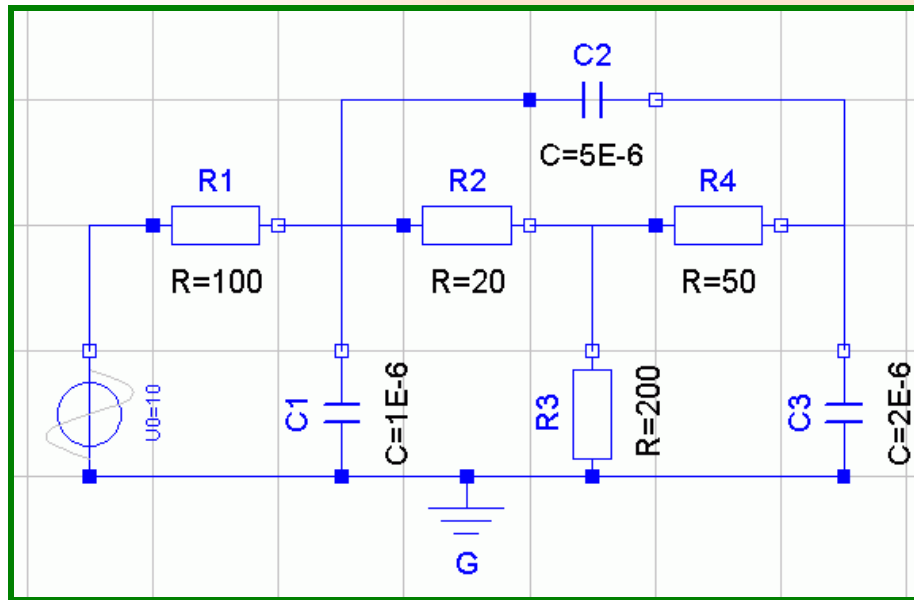 C2
C=5E-6
R1
R2
R4
R=100
R=20
R=50
U0=10
C1
C=1E-6
R3
R=200
C3
C=2E-6
G